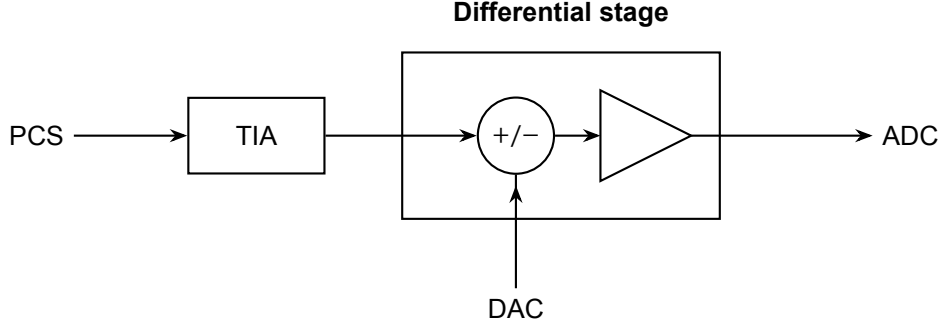 Differential stage
PCS
TIA
+/−
ADC
DAC